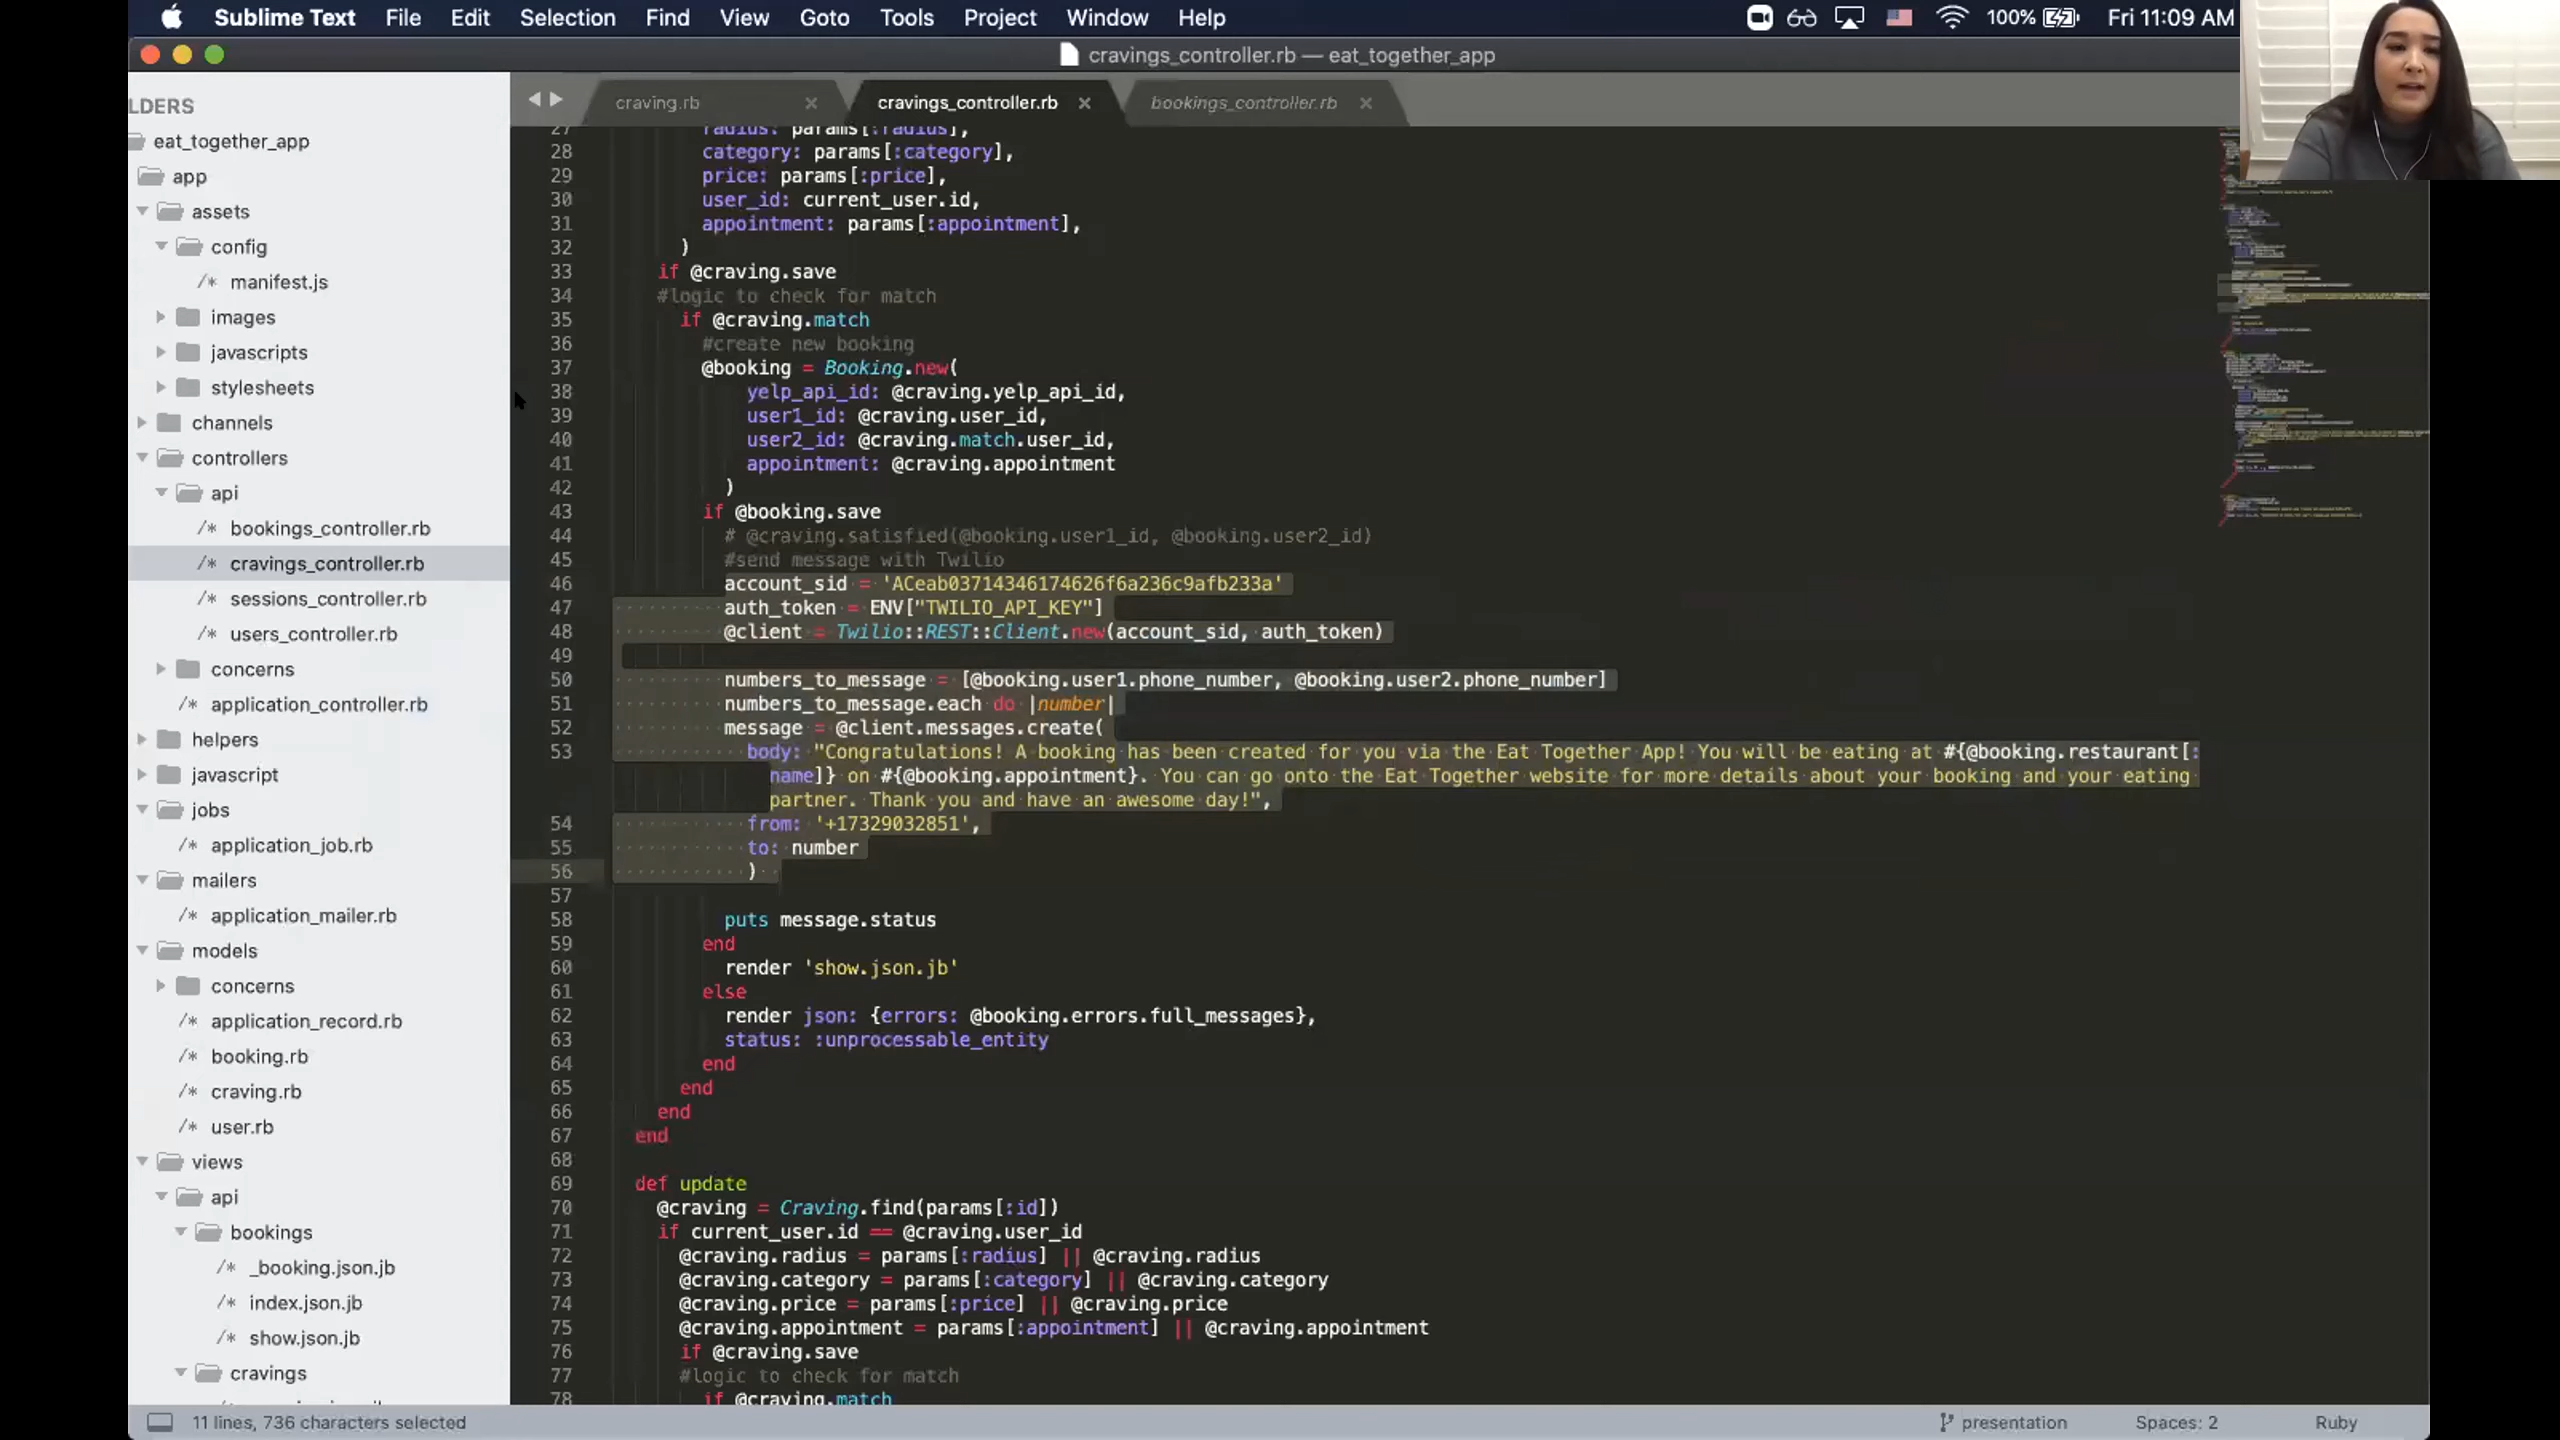 Sublime Text File Edit Selection Find View Goto Tools Project Window Help 100% Fri 11:09 AM
cravings_controller.rb — eat_together_app
LDERS
eat_together_app
app
assets
config
/* manifest.js
images
javascripts
stylesheets
channels
controllers
api
/* bookings_controller.rb
/* cravings_controller.rb
/* sessions_controller.rb
/* users_controller.rb
concerns
/* application_controller.rb
helpers
javascript
jobs
/* application_job.rb
mailers
/* application_mailer.rb
models
concerns
/* application_record.rb
/* booking.rb
/* craving.rb
/* user.rb
views
api
bookings
/* _booking.json.jb
/* index.json.jb
/* show.json.jb
cravings
craving.rb cravings_controller.rb bookings_controller.rb
27 radius: params[:radius],
28 category: params[:category],
29 price: params[:price],
30 user_id: current_user.id,
31 appointment: params[:appointment],
32 )
33 if @craving.save
34 #logic to check for match
35 if @craving.match
36 #create new booking
37 @booking = Booking.new(
38 yelp_api_id: @craving.yelp_api_id,
39 user1_id: @craving.user_id,
40 user2_id: @craving.match.user_id,
41 appointment: @craving.appointment
42 )
43 if @booking.save
44 # @craving.satisfied(@booking.user1_id, @booking.user2_id)
45 #send message with Twilio
46 account_sid = 'ACeab03714346174626f6a236c9afb233a'
47 auth_token = ENV["TWILIO_API_KEY"]
48 @client = Twilio::REST::Client.new(account_sid, auth_token)
49
50 numbers_to_message = [@booking.user1.phone_number, @booking.user2.phone_number]
51 numbers_to_message.each do |number|
52 message = @client.messages.create(
53 body: "Congratulations! A booking has been created for you via the Eat Together App! You will be eating at #{@booking.restaurant[:
name]} on #{@booking.appointment}. You can go onto the Eat Together website for more details about your booking and your eating
partner. Thank you and have an awesome day!",
54 from: '+17329032851',
55 to: number
56 )
57
58 puts message.status
59 end
60 render 'show.json.jb'
61 else
62 render json: {errors: @booking.errors.full_messages},
63 status: :unprocessable_entity
64 end
65 end
66 end
67 end
68
69 def update
70 @craving = Craving.find(params[:id])
71 if current_user.id == @craving.user_id
72 @craving.radius = params[:radius] || @craving.radius
73 @craving.category = params[:category] || @craving.category
74 @craving.price = params[:price] || @craving.price
75 @craving.appointment = params[:appointment] || @craving.appointment
76 if @craving.save
77 #logic to check for match
78 if @craving.match
11 lines, 736 characters selected presentation Spaces: 2 Ruby